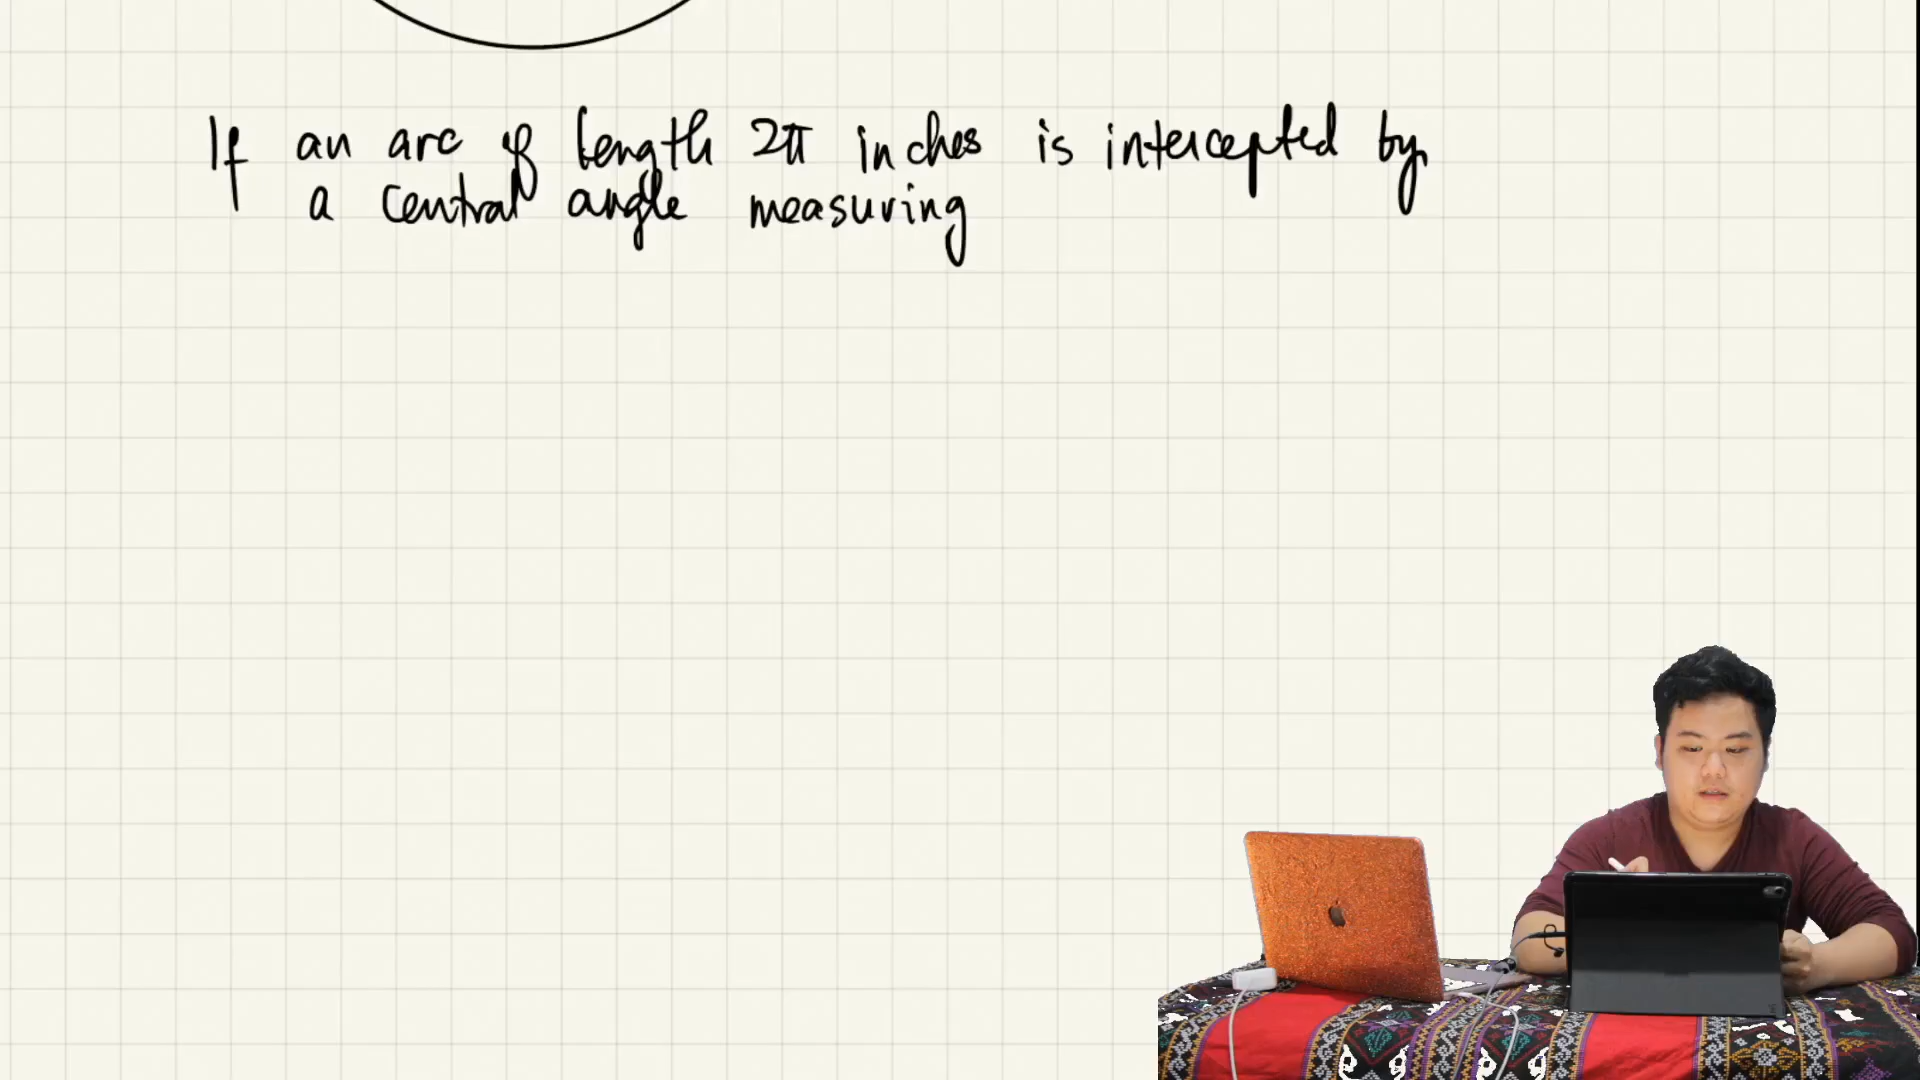 If an arc of length 2π inches is intercepted by
a central angle measuring